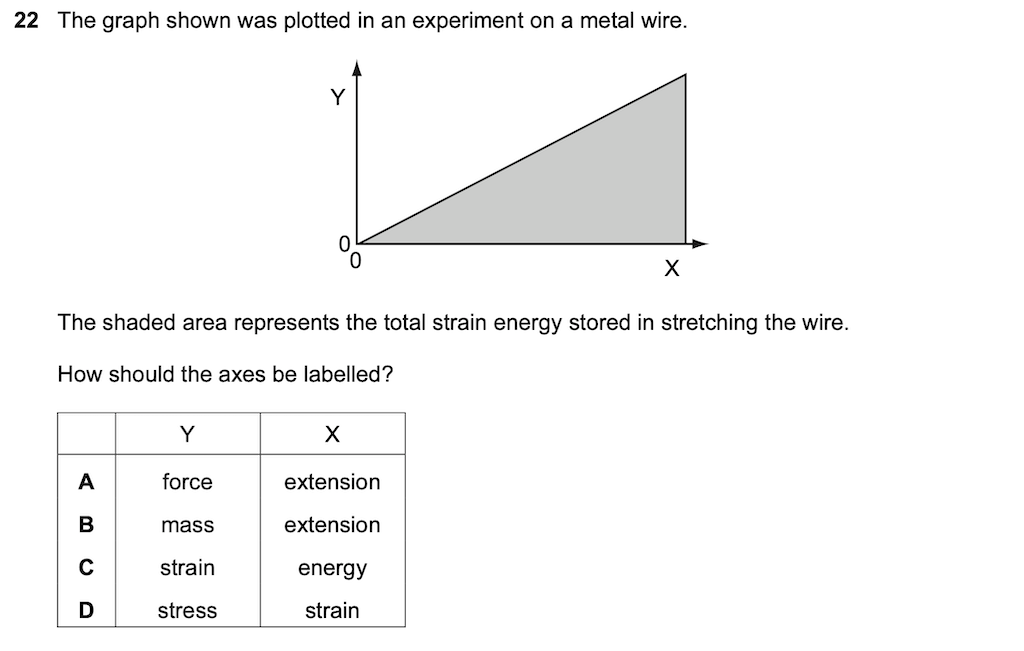 22 The graph shown was plotted in an experiment on a metal wire.
Y
0
0
X
The shaded area represents the total strain energy stored in stretching the wire.
How should the axes be labelled?
Y X
A force extension
B mass extension
C strain energy
D stress strain